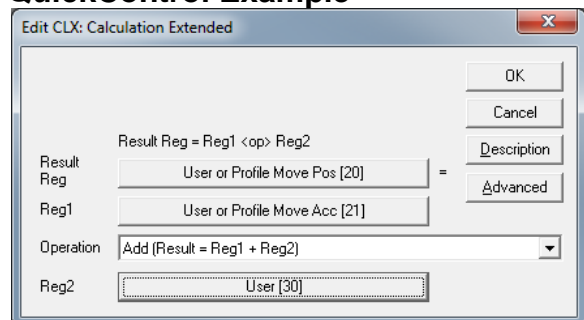 QuickControl Example
Edit CLX: Calculation Extended
OK
Cancel
Result Reg = Reg1 <op> Reg2
Description
Result Reg
User or Profile Move Pos [20]
=
Advanced
Reg1
User or Profile Move Acc [21]
Operation
Add (Result = Reg1 + Reg2)
Reg2
User [30]